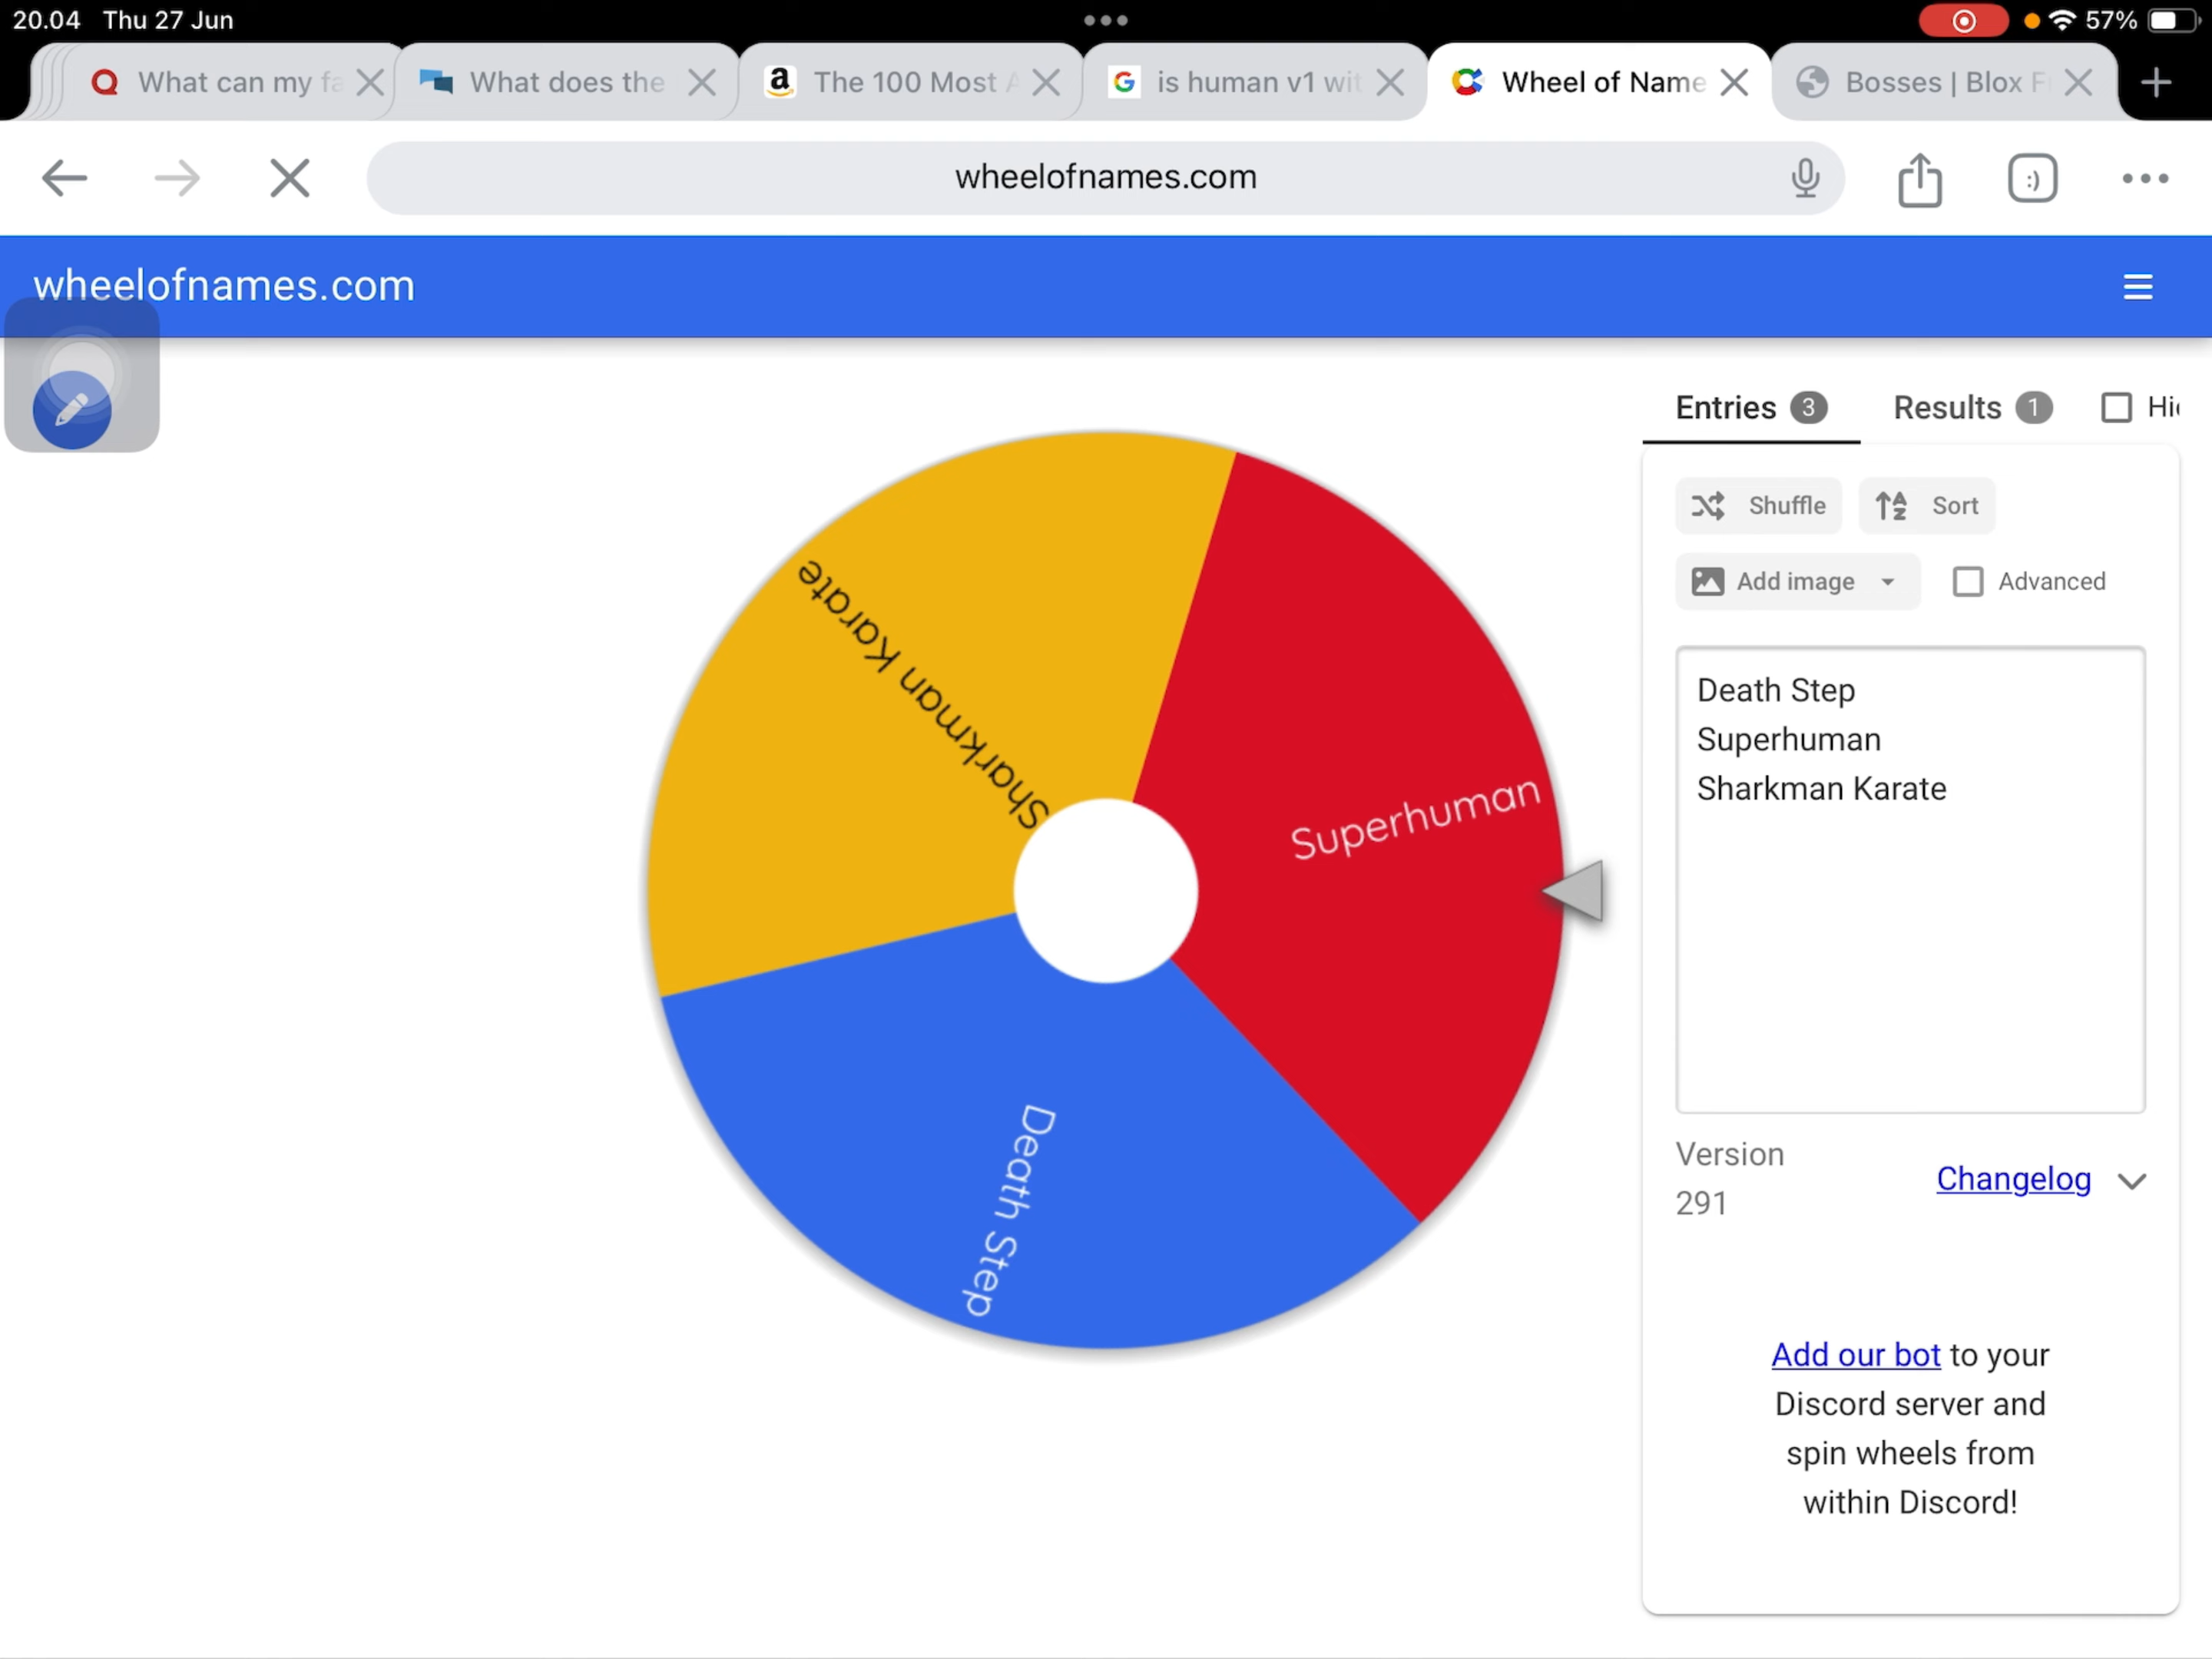 20.04 Thu 27 Jun
57%
What can my fa
What does the
The 100 Most A
is human v1 wit
Wheel of Name
Bosses | Blox F
wheelofnames.com
:)
wheelofnames.com
Entries 3
Results 1
Hi
Shuffle
Sort
Add image
Advanced
Death Step
Superhuman
Sharkman Karate
Sharkman Karate
Superhuman
Death Step
Version
291
Changelog
Add our bot to your
Discord server and
spin wheels from
within Discord!